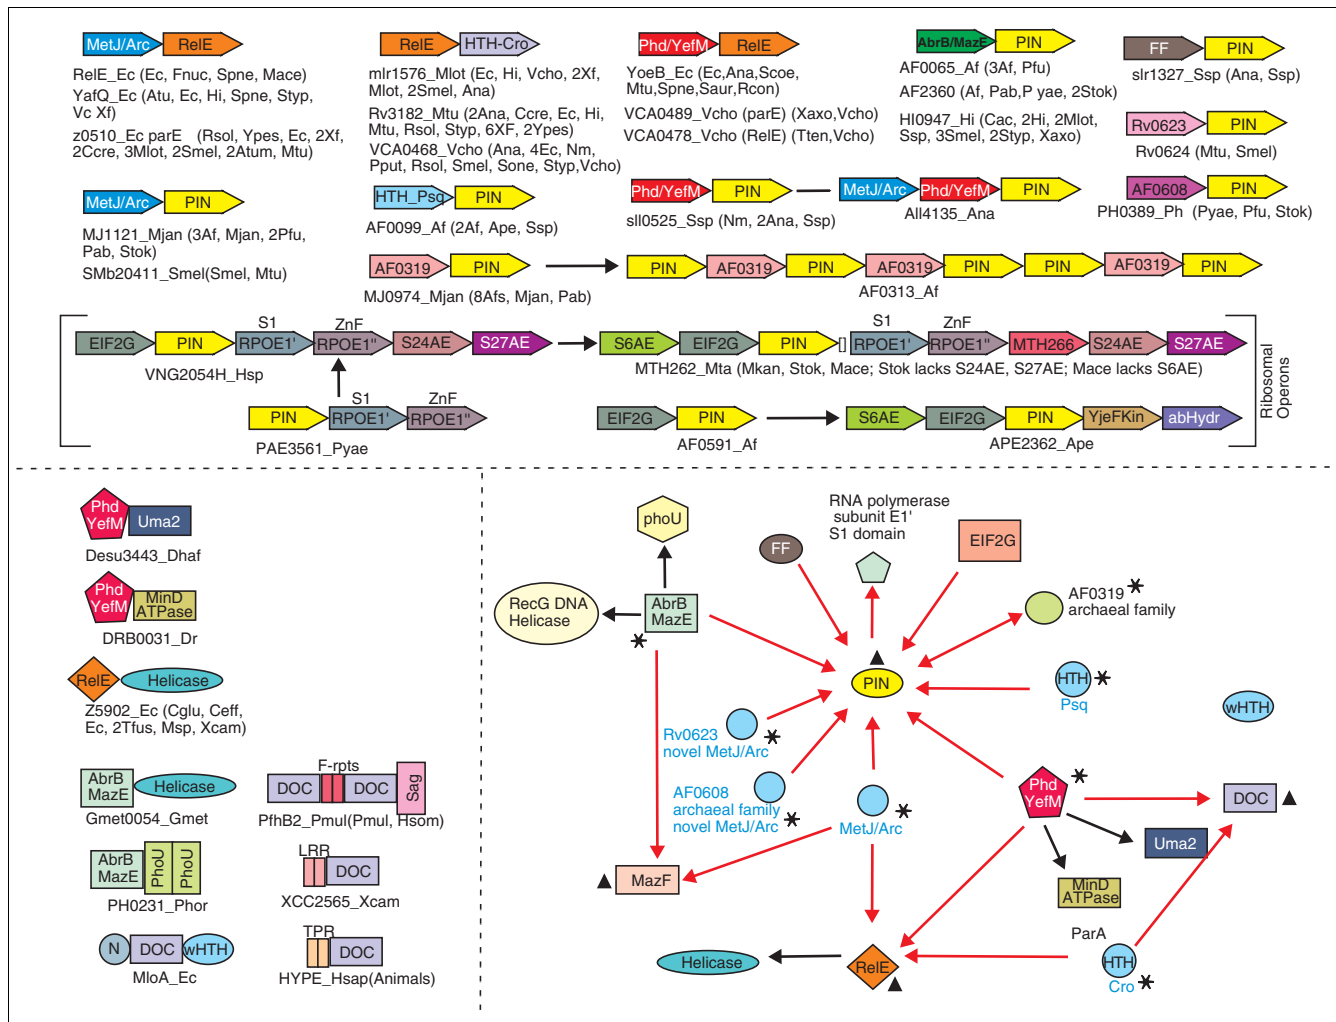 MetJ/Arc RelE
RelE_Ec (Ec, Fnuc, Spne, Mace)
YafQ_Ec (Atu, Ec, Hi, Spne, Styp,
Vc Xf)
z0510_Ec parE (Rsol, Ypes, Ec, 2Xf,
2Ccre, 3Mlot, 2Smel, 2Atum, Mtu)
RelE HTH-Cro
mlr1576_Mlot (Ec, Hi, Vcho, 2Xf,
Mlot, 2Smel, Ana)
Rv3182_Mtu (2Ana, Ccre, Ec, Hi,
Mtu, Rsol, Styp, 6XF, 2Ypes)
VCA0468_Vcho (Ana, 4Ec, Nm,
Pput, Rsol, Smel, Sone, Styp,Vcho)
Phd/YefM RelE
YoeB_Ec (Ec,Ana,Scoe,
Mtu,Spne,Saur,Rcon)
VCA0489_Vcho (parE) (Xaxo,Vcho)
VCA0478_Vcho (RelE) (Tten,Vcho)
AbrB/MazE PIN
AF0065_Af (3Af, Pfu)
AF2360 (Af, Pab,P yae, 2Stok)
HI0947_Hi (Cac, 2Hi, 2Mlot,
Ssp, 3Smel, 2Styp, Xaxo)
FF PIN
slr1327_Ssp (Ana, Ssp)
Rv0623 PIN
Rv0624 (Mtu, Smel)
MetJ/Arc PIN
MJ1121_Mjan (3Af, Mjan, 2Pfu,
Pab, Stok)
SMb20411_Smel(Smel, Mtu)
HTH_Psq PIN
AF0099_Af (2Af, Ape, Ssp)
Phd/YefM PIN MetJ/Arc Phd/YefM PIN
sll0525_Ssp (Nm, 2Ana, Ssp)
All4135_Ana
AF0608 PIN
PH0389_Ph (Pyae, Pfu, Stok)
AF0319 PIN PIN AF0319 AF0319 PIN PIN AF0319 PIN
MJ0974_Mjan (8Afs, Mjan, Pab)
AF0313_Af
S1 ZnF
EIF2G PIN RPOE1' RPOE1" S24AE S27AE
VNG2054H_Hsp
S1 ZnF
S6AE EIF2G PIN [] RPOE1' RPOE1" MTH266 S24AE S27AE
MTH262_Mta (Mkan, Stok, Mace; Stok lacks S24AE, S27AE; Mace lacks S6AE)
S1 ZnF
PIN RPOE1' RPOE1"
PAE3561_Pyae
EIF2G PIN
AF0591_Af
S6AE EIF2G PIN YjeFKin abHydr
APE2362_Ape
Ribosomal
Operons
Phd
YefM Uma2
Desu3443_Dhaf
Phd
YefM MinD
ATPase
DRB0031_Dr
RelE Helicase
Z5902_Ec (Cglu, Ceff,
Ec, 2Tfus, Msp, Xcam)
AbrB
MazE Helicase
Gmet0054_Gmet
AbrB
MazE PhoU PhoU
PH0231_Phor
N DOC wHTH
MloA_Ec
F-rpts
DOC DOC Sag
PfhB2_Pmul(Pmul, Hsom)
LRR
DOC
XCC2565_Xcam
TPR
DOC
HYPE_Hsap(Animals)
phoU
RecG DNA
Helicase
AbrB
MazE
FF
RNA polymerase
subunit E1'
S1 domain
EIF2G
AF0319
archaeal family
PIN
HTH
Psq
wHTH
Rv0623
novel MetJ/Arc
AF0608
archaeal family
novel MetJ/Arc
MetJ/Arc
Phd
YefM
DOC
Uma2
MinD
ATPase
MazF
ParA
HTH
Cro
Helicase
RelE